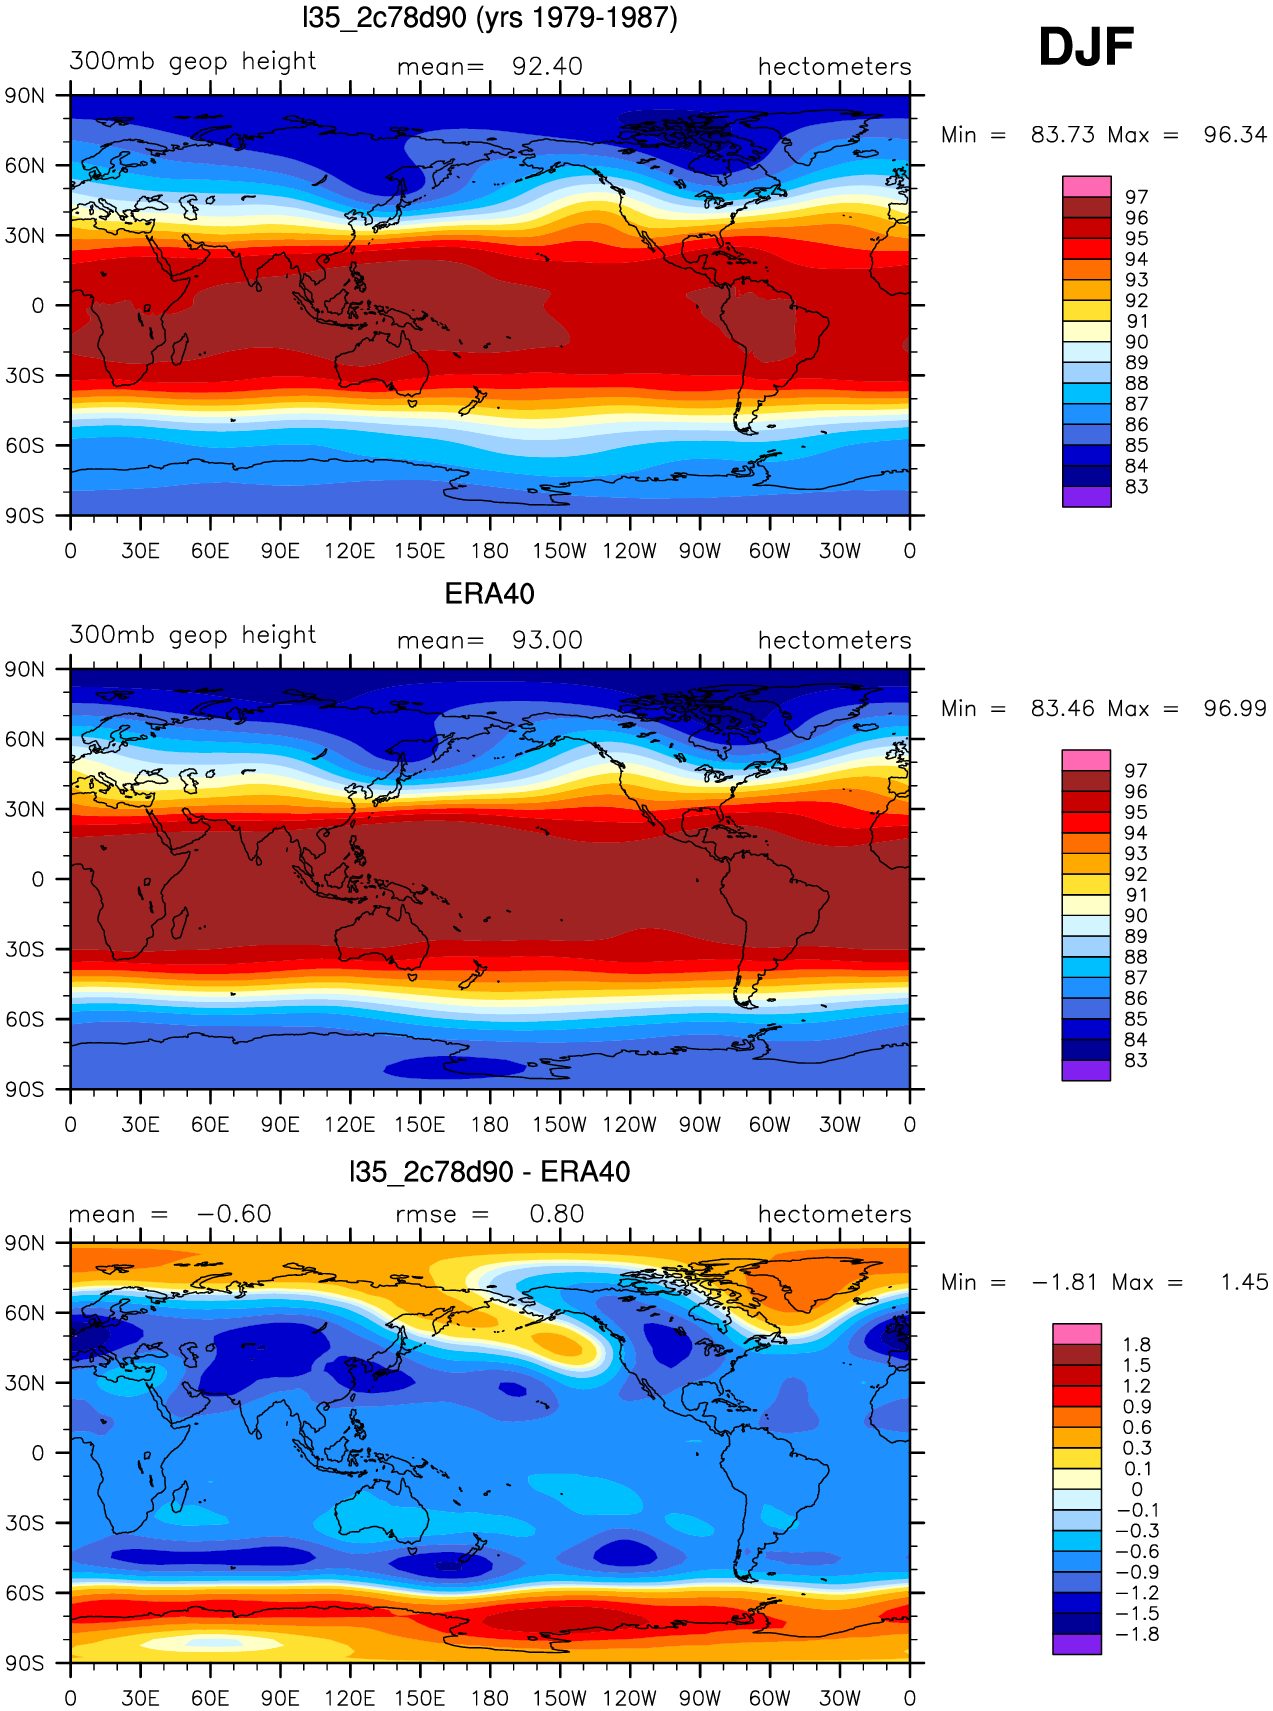 l35_2c78d90 (yrs 1979-1987)
DJF
300mb geop height mean= 92.40 hectometers
Min = 83.73 Max = 96.34
90N
60N
30N
0
30S
60S
90S
0 30E 60E 90E 120E 150E 180 150W 120W 90W 60W 30W 0
97
96
95
94
93
92
91
90
89
88
87
86
85
84
83
ERA40
300mb geop height mean= 93.00 hectometers
Min = 83.46 Max = 96.99
90N
60N
30N
0
30S
60S
90S
0 30E 60E 90E 120E 150E 180 150W 120W 90W 60W 30W 0
97
96
95
94
93
92
91
90
89
88
87
86
85
84
83
l35_2c78d90 - ERA40
mean = −0.60 rmse = 0.80 hectometers
Min = −1.81 Max = 1.45
90N
60N
30N
0
30S
60S
90S
0 30E 60E 90E 120E 150E 180 150W 120W 90W 60W 30W 0
1.8
1.5
1.2
0.9
0.6
0.3
0.1
0
−0.1
−0.3
−0.6
−0.9
−1.2
−1.5
−1.8